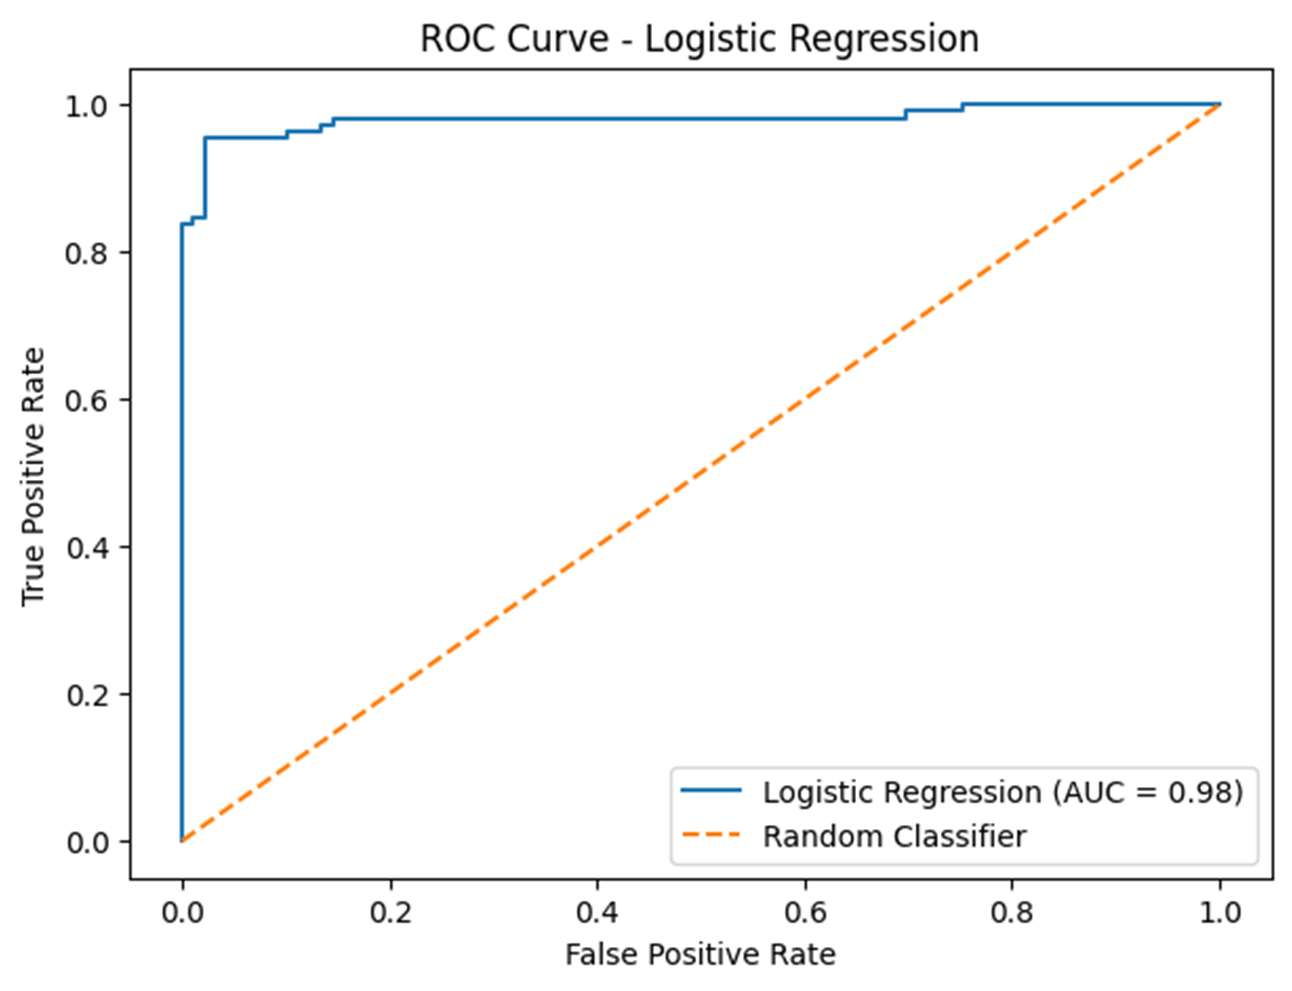 ROC Curve - Logistic Regression
1.0
0.8
0.6
0.4
0.2
0.0
True Positive Rate
Logistic Regression (AUC = 0.98)
Random Classifier
0.0 0.2 0.4 0.6 0.8 1.0
False Positive Rate